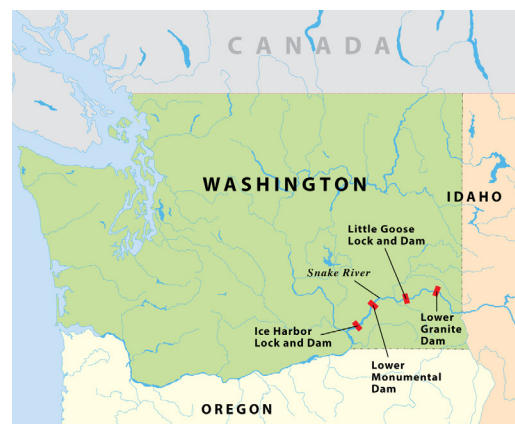 CANADA
WASHINGTON
IDAHO
Little Goose
Lock and Dam
Snake River
Ice Harbor
Lock and Dam
Lower
Granite
Dam
Lower
Monumental
Dam
OREGON